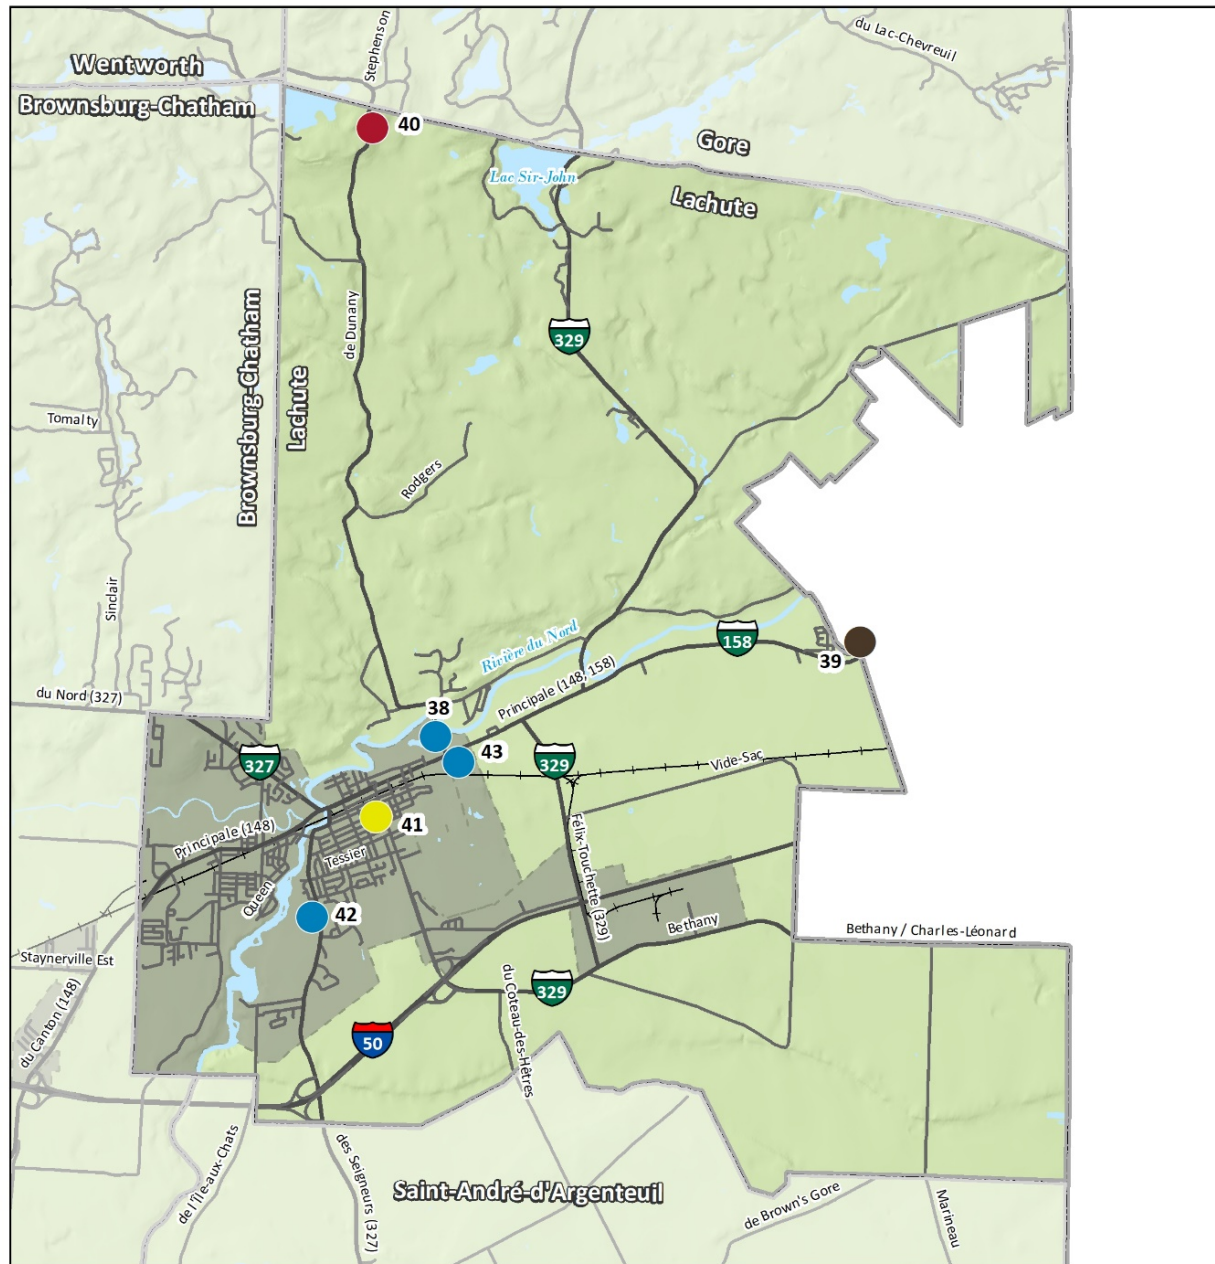 du Lac-Chevreuil
Stephenson
Wentworth
Brownsburg-Chatham
40
Gore
Lac Sir-John
Lachute
Brownsburg-Chatham
Lachute
de Dunany
329
Tomalty
Rodgers
Sinclair
Rivière du Nord
158
39
du Nord (327)
Principale (148, 158)
38
43
327
329
Vide-Sac
41
Principale (148)
Tessier
Félix-Touchette (329)
Queen
42
Bethany
Bethany / Charles-Léonard
Staynerville Est
du Canton (148)
329
du Coteau-des-Hêtres
50
de l'Île-aux-Chats
des Seigneurs (327)
Saint-André-d'Argenteuil
de Brown's Gore
Marineau